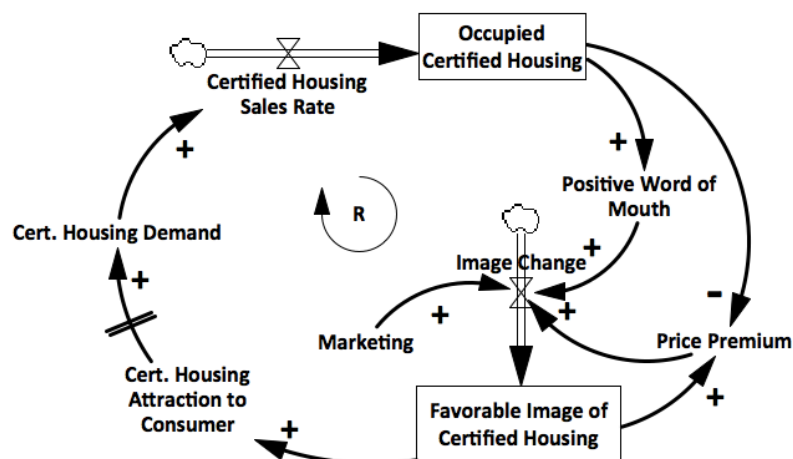 Occupied
Certified Housing
Certified Housing
Sales Rate
+
+
Positive Word of
Mouth
R
Cert. Housing Demand
Image Change
+
+
-
+
+
Marketing
Price Premium
Cert. Housing
Attraction to
Consumer
+
Favorable Image of
Certified Housing
+